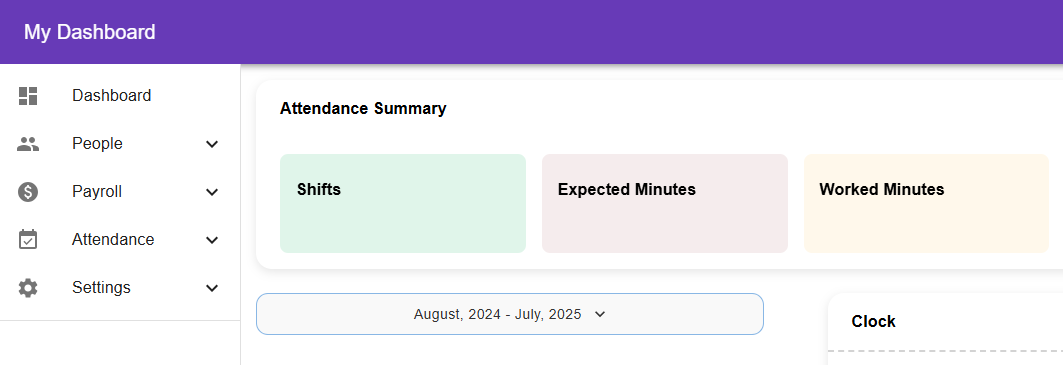 My Dashboard
Dashboard
People
Payroll
Attendance
Settings
Attendance Summary
Shifts
Expected Minutes
Worked Minutes
August, 2024 - July, 2025
Clock